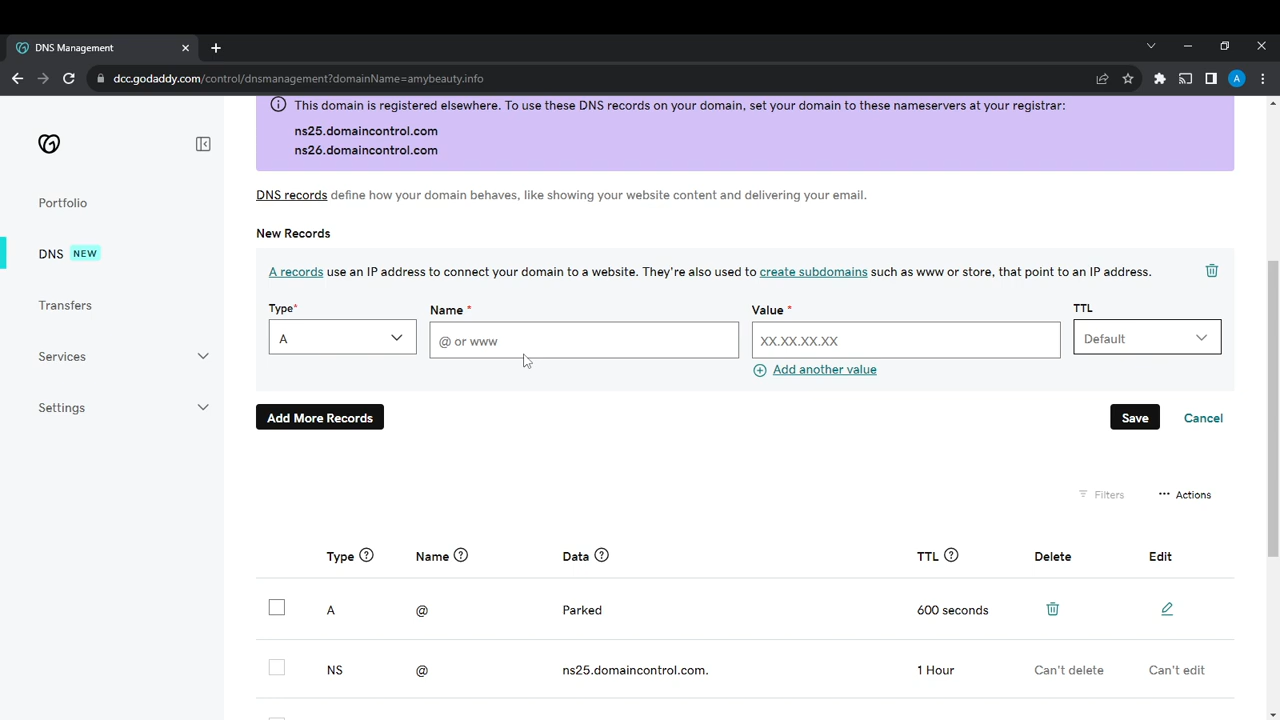 DNS Management
dcc.godaddy.com/control/dnsmanagement?domainName=amybeauty.info
A
This domain is registered elsewhere. To use these DNS records on your domain, set your domain to these nameservers at your registrar:
ns25.domaincontrol.com
ns26.domaincontrol.com
Portfolio
DNS NEW
Transfers
Services
Settings
DNS records define how your domain behaves, like showing your website content and delivering your email.
New Records
A records use an IP address to connect your domain to a website. They're also used to create subdomains such as www or store, that point to an IP address.
Type* Name * Value * TTL
A @ or www XX.XX.XX.XX Default
Add another value
Add More Records Save Cancel
Filters Actions
Type Name Data TTL Delete Edit
A @ Parked 600 seconds
NS @ ns25.domaincontrol.com. 1 Hour Can't delete Can't edit